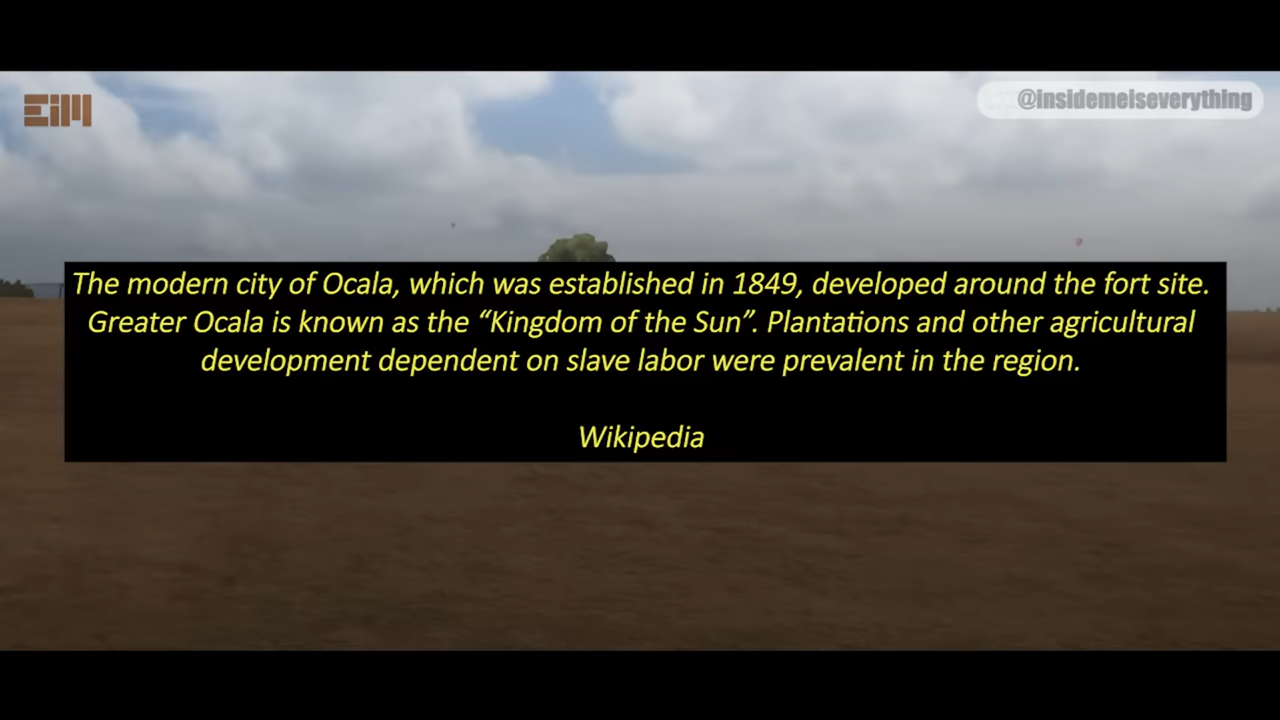 EiM
@insidemeiseverything
The modern city of Ocala, which was established in 1849, developed around the fort site.
Greater Ocala is known as the “Kingdom of the Sun”. Plantations and other agricultural
development dependent on slave labor were prevalent in the region.
Wikipedia